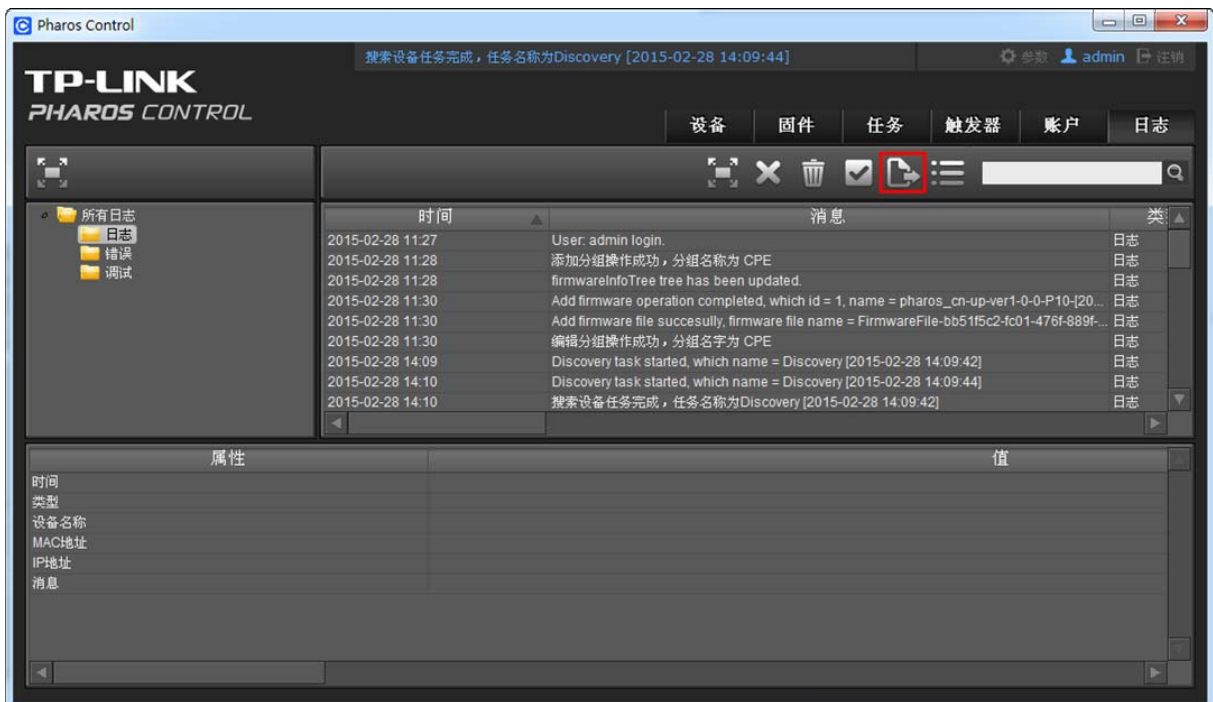 Pharos Control
搜索设备任务完成，任务名称为Discovery [2015-02-28 14:09:44]
参数 admin 注销
TP-LINK
PHAROS CONTROL
设备 固件 任务 触发器 账户 日志
所有日志
日志
错误
调试
时间 消息 类
2015-02-28 11:27 User: admin login. 日志
2015-02-28 11:28 添加分组操作成功，分组名称为 CPE 日志
2015-02-28 11:28 firmwareInfoTree tree has been updated. 日志
2015-02-28 11:30 Add firmware operation completed, which id = 1, name = pharos_cn-up-ver1-0-0-P10-[20... 日志
2015-02-28 11:30 Add firmware file succesully, firmware file name = FirmwareFile-bb51f5c2-fc01-476f-889f-... 日志
2015-02-28 11:30 编辑分组操作成功，分组名字为 CPE 日志
2015-02-28 14:09 Discovery task started, which name = Discovery [2015-02-28 14:09:42] 日志
2015-02-28 14:10 Discovery task started, which name = Discovery [2015-02-28 14:09:44] 日志
2015-02-28 14:10 搜索设备任务完成，任务名称为Discovery [2015-02-28 14:09:42] 日志
属性 值
时间
类型
设备名称
MAC地址
IP地址
消息